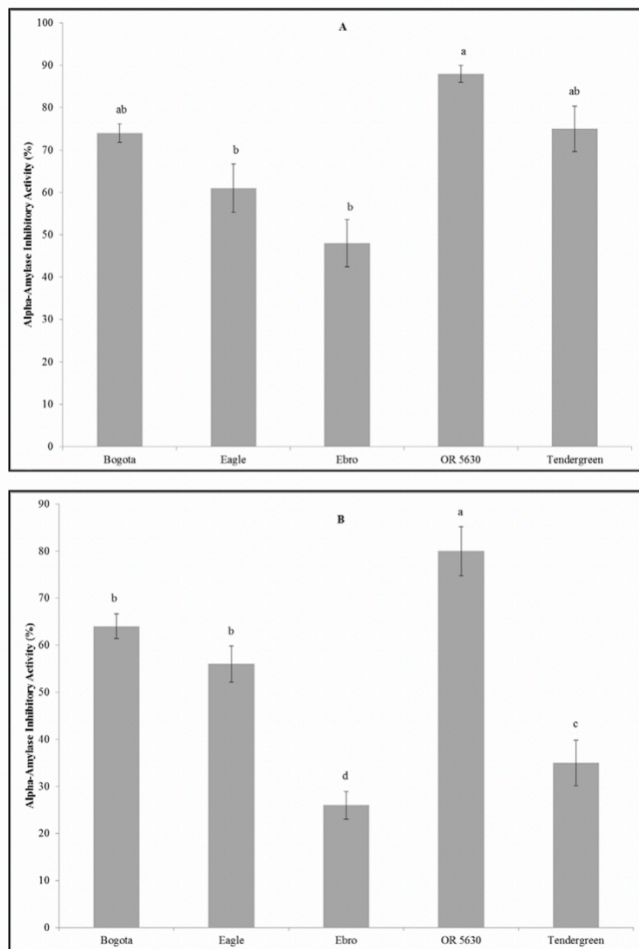 A
100
90
80
70
60
50
40
30
20
10
0
Alpha-Amylase Inhibitory Activity (%)
ab
b
b
a
ab
Bogota Eagle Ebro OR 5630 Tendergreen
B
90
80
70
60
50
40
30
20
10
0
Alpha-Amylase Inhibitory Activity (%)
b
b
d
a
c
Bogota Eagle Ebro OR 5630 Tendergreen